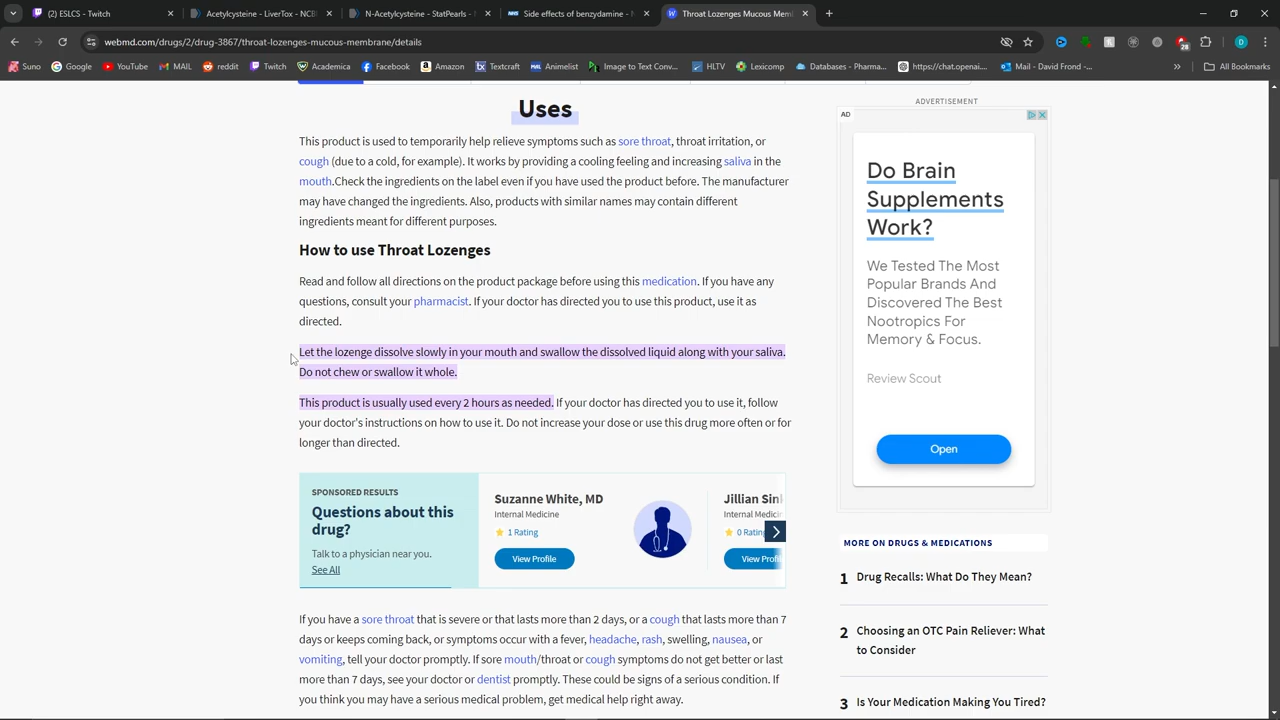 ESLCS - Twitch
Acetylcysteine - LiverTox - NCB
N-Acetylcysteine - StatPearls -
Side effects of benzydamine -
Throat Lozenges Mucous Mem
webmd.com/drugs/2/drug-3867/throat-lozenges-mucous-membrane/details
28
D
Suno
Google
YouTube
MAIL
reddit
Twitch
Academica
Facebook
Amazon
Textcraft
Animelist
Image to Text Conv...
HLTV
Lexicomp
Databases - Pharma...
https://chat.openai...
Mail - David Frond -...
All Bookmarks
Uses
This product is used to temporarily help relieve symptoms such as sore throat, throat irritation, or
cough (due to a cold, for example). It works by providing a cooling feeling and increasing saliva in the
mouth.Check the ingredients on the label even if you have used the product before. The manufacturer
may have changed the ingredients. Also, products with similar names may contain different
ingredients meant for different purposes.
How to use Throat Lozenges
Read and follow all directions on the product package before using this medication. If you have any
questions, consult your pharmacist. If your doctor has directed you to use this product, use it as
directed.
Let the lozenge dissolve slowly in your mouth and swallow the dissolved liquid along with your saliva.
Do not chew or swallow it whole.
This product is usually used every 2 hours as needed. If your doctor has directed you to use it, follow
your doctor's instructions on how to use it. Do not increase your dose or use this drug more often or for
longer than directed.
SPONSORED RESULTS
Questions about this
drug?
Talk to a physician near you.
See All
Suzanne White, MD
Internal Medicine
1 Rating
View Profile
Jillian Sin
Internal Medicin
0 Rating
View Profil
If you have a sore throat that is severe or that lasts more than 2 days, or a cough that lasts more than 7
days or keeps coming back, or symptoms occur with a fever, headache, rash, swelling, nausea, or
vomiting, tell your doctor promptly. If sore mouth/throat or cough symptoms do not get better or last
more than 7 days, see your doctor or dentist promptly. These could be signs of a serious condition. If
you think you may have a serious medical problem, get medical help right away.
ADVERTISEMENT
AD
Do Brain
Supplements
Work?
We Tested The Most
Popular Brands And
Discovered The Best
Nootropics For
Memory & Focus.
Review Scout
Open
MORE ON DRUGS & MEDICATIONS
1 Drug Recalls: What Do They Mean?
2 Choosing an OTC Pain Reliever: What
to Consider
3 Is Your Medication Making You Tired?